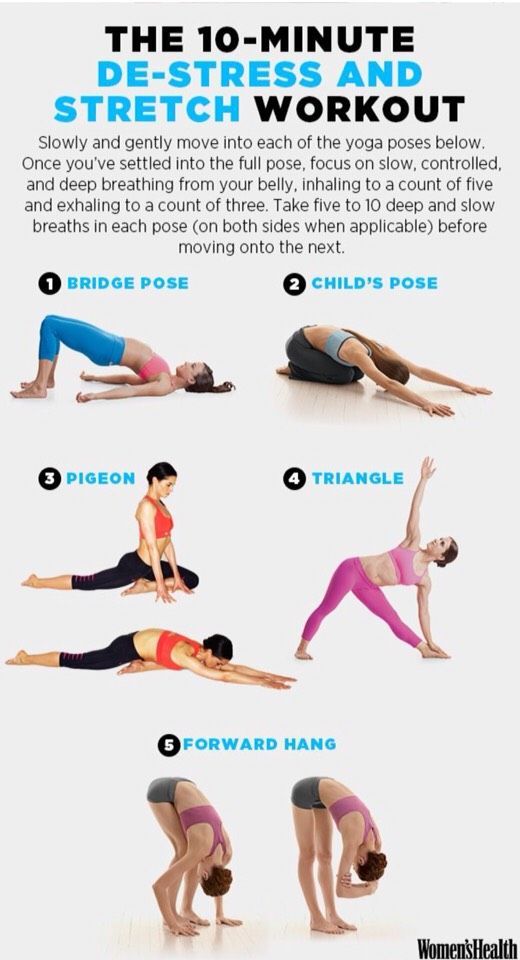 THE 10-MINUTE
DE-STRESS AND
STRETCH WORKOUT
Slowly and gently move into each of the yoga poses below.
Once you've settled into the full pose, focus on slow, controlled,
and deep breathing from your belly, inhaling to a count of five
and exhaling to a count of three. Take five to 10 deep and slow
breaths in each pose (on both sides when applicable) before
moving onto the next.
1 BRIDGE POSE
2 CHILD'S POSE
3 PIGEON
4 TRIANGLE
5 FORWARD HANG
Women'sHealth